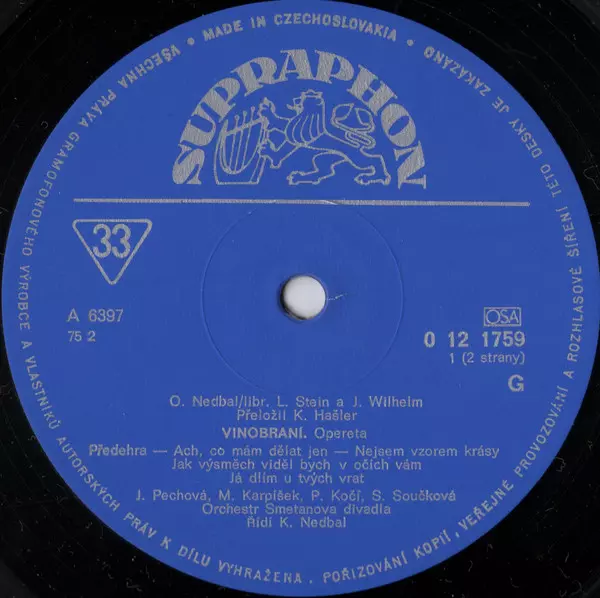 VŠECHNA PRÁVA GRAMOFONOVÉHO VÝROBCE A VLASTNÍKŮ AUTORSKÝCH PRÁV K DÍLU VYHRAŽENA. POŘIZOVÁNÍ KOPIÍ, VEŘEJNÉ PROVOZOVÁNÍ A ROZHLASOVÉ ŠÍŘENÍ TÉTO DESKY JE ZAKÁZÁNO • MADE IN CZECHOSLOVAKIA •
SUPRAPHON
33
A 6397
75 2
OSA
0 12 1759
1 (2 strany)
G
O. Nedbal/libr. L. Stein a J. Wilhelm
Přeložil K. Hašler
VINOBRANÍ. Opereta
Předehra — Ach, co mám dělat jen — Nejsem vzorem krásy
Jak výsměch viděl bych v očích vám
Já dlím u tvých vrat
J. Pechová, M. Karpíšek, P. Kočí, S. Součková
Orchestr Smetanova divadla
Řídí K. Nedbal